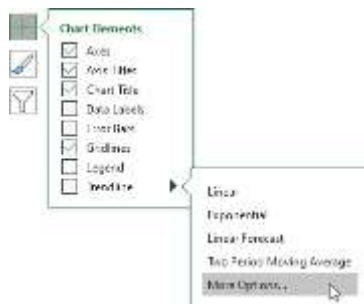 Chart Elements
Axes
Axis Titles
Chart Title
Data Labels
Error Bars
Gridlines
Legend
Trendline
Linear
Exponential
Linear Forecast
Two Period Moving Average
More Options...